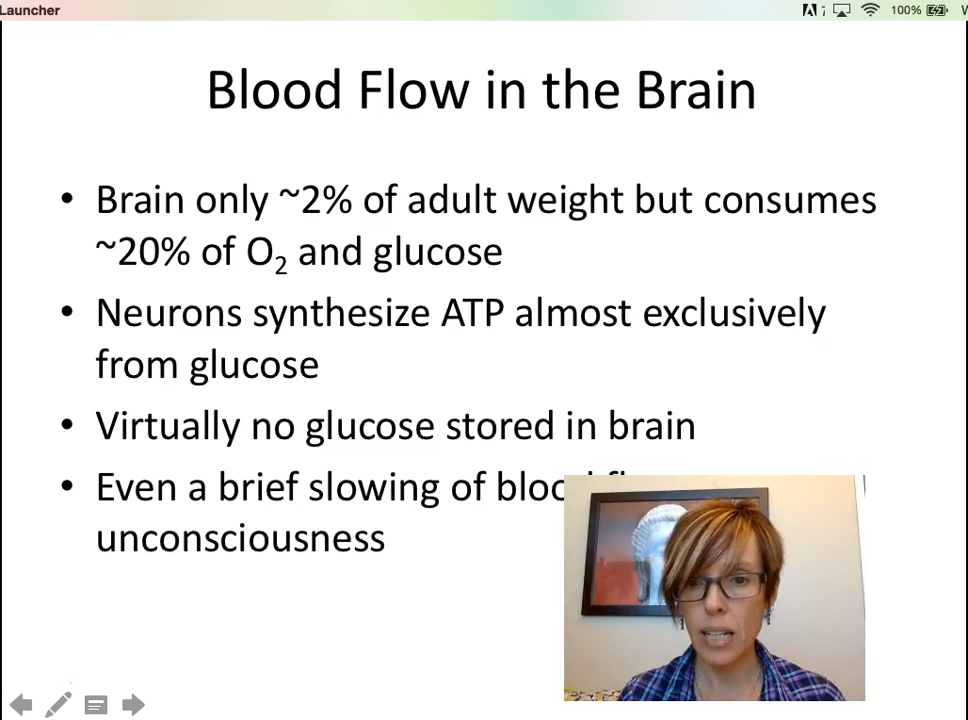 Launcher
100%
Blood Flow in the Brain
• Brain only ~2% of adult weight but consumes
~20% of O₂ and glucose
• Neurons synthesize ATP almost exclusively
from glucose
• Virtually no glucose stored in brain
• Even a brief slowing of
unconsciousness